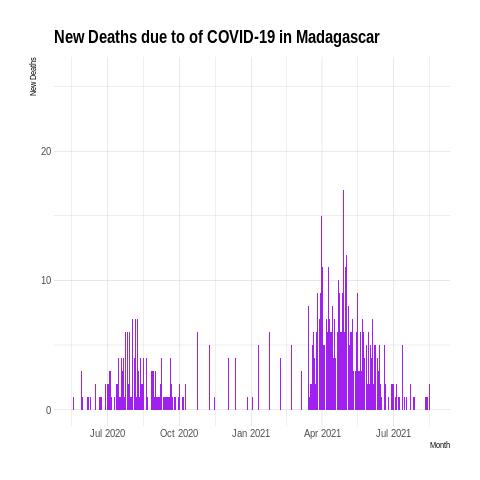 New Deaths due to of COVID-19 in Madagascar
New Deaths
20
10
0
Jul 2020 Oct 2020 Jan 2021 Apr 2021 Jul 2021
Month